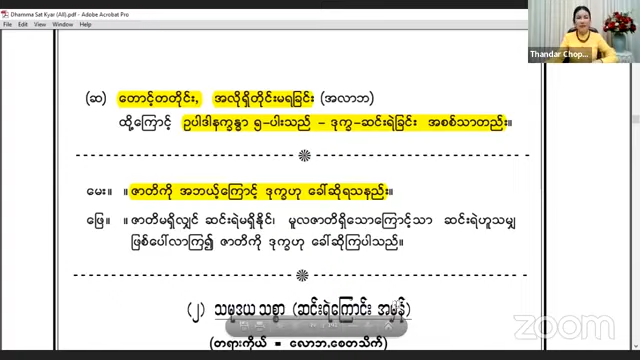 Dhamma Sat Kyar (All).pdf - Adobe Acrobat Pro
File Edit View Window Help
Thandar Chop...
(ဆ) တောင့်တတိုင်း, အလိုရှိတိုင်းမရခြင်း (အလာဘ)
ထို့ကြောင့် ဥပါဒါနက္ခန္ဓာ ၅-ပါးသည် – ဒုက္ခ-ဆင်းရဲခြင်း အစစ်သာတည်း။
မေး။ ။ ဇာတိကို အဘယ့်ကြောင့် ဒုက္ခဟု ခေါ်ဆိုရသနည်း။
ဖြေ။ ။ ဇာတိမရှိလျှင် ဆင်းရဲမရှိနိုင်၊ မူလဇာတိရှိသောကြောင့်သာ ဆင်းရဲဟူသမျှ
ဖြစ်ပေါ်လာကြ၍ ဇာတိကို ဒုက္ခဟု ခေါ်ဆိုကြပါသည်။
(၂) သမုဒယ သစ္စာ (ဆင်းရဲကြောင်း အမှန်)
(တရားကိုယ် = လောဘ,စေတသိက်)
zoom